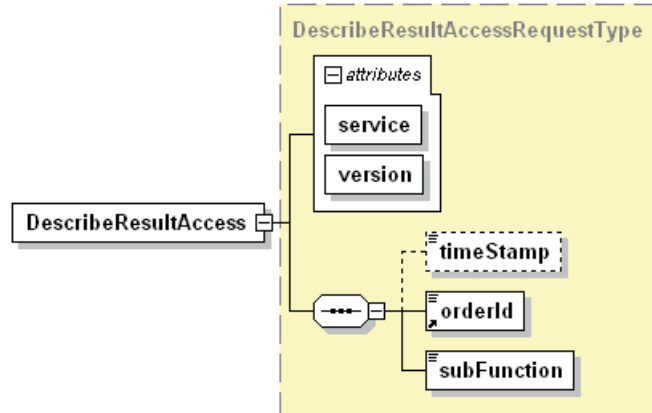 DescribeResultAccessRequestType
attributes
service
version
DescribeResultAccess
timeStamp
orderId
subFunction